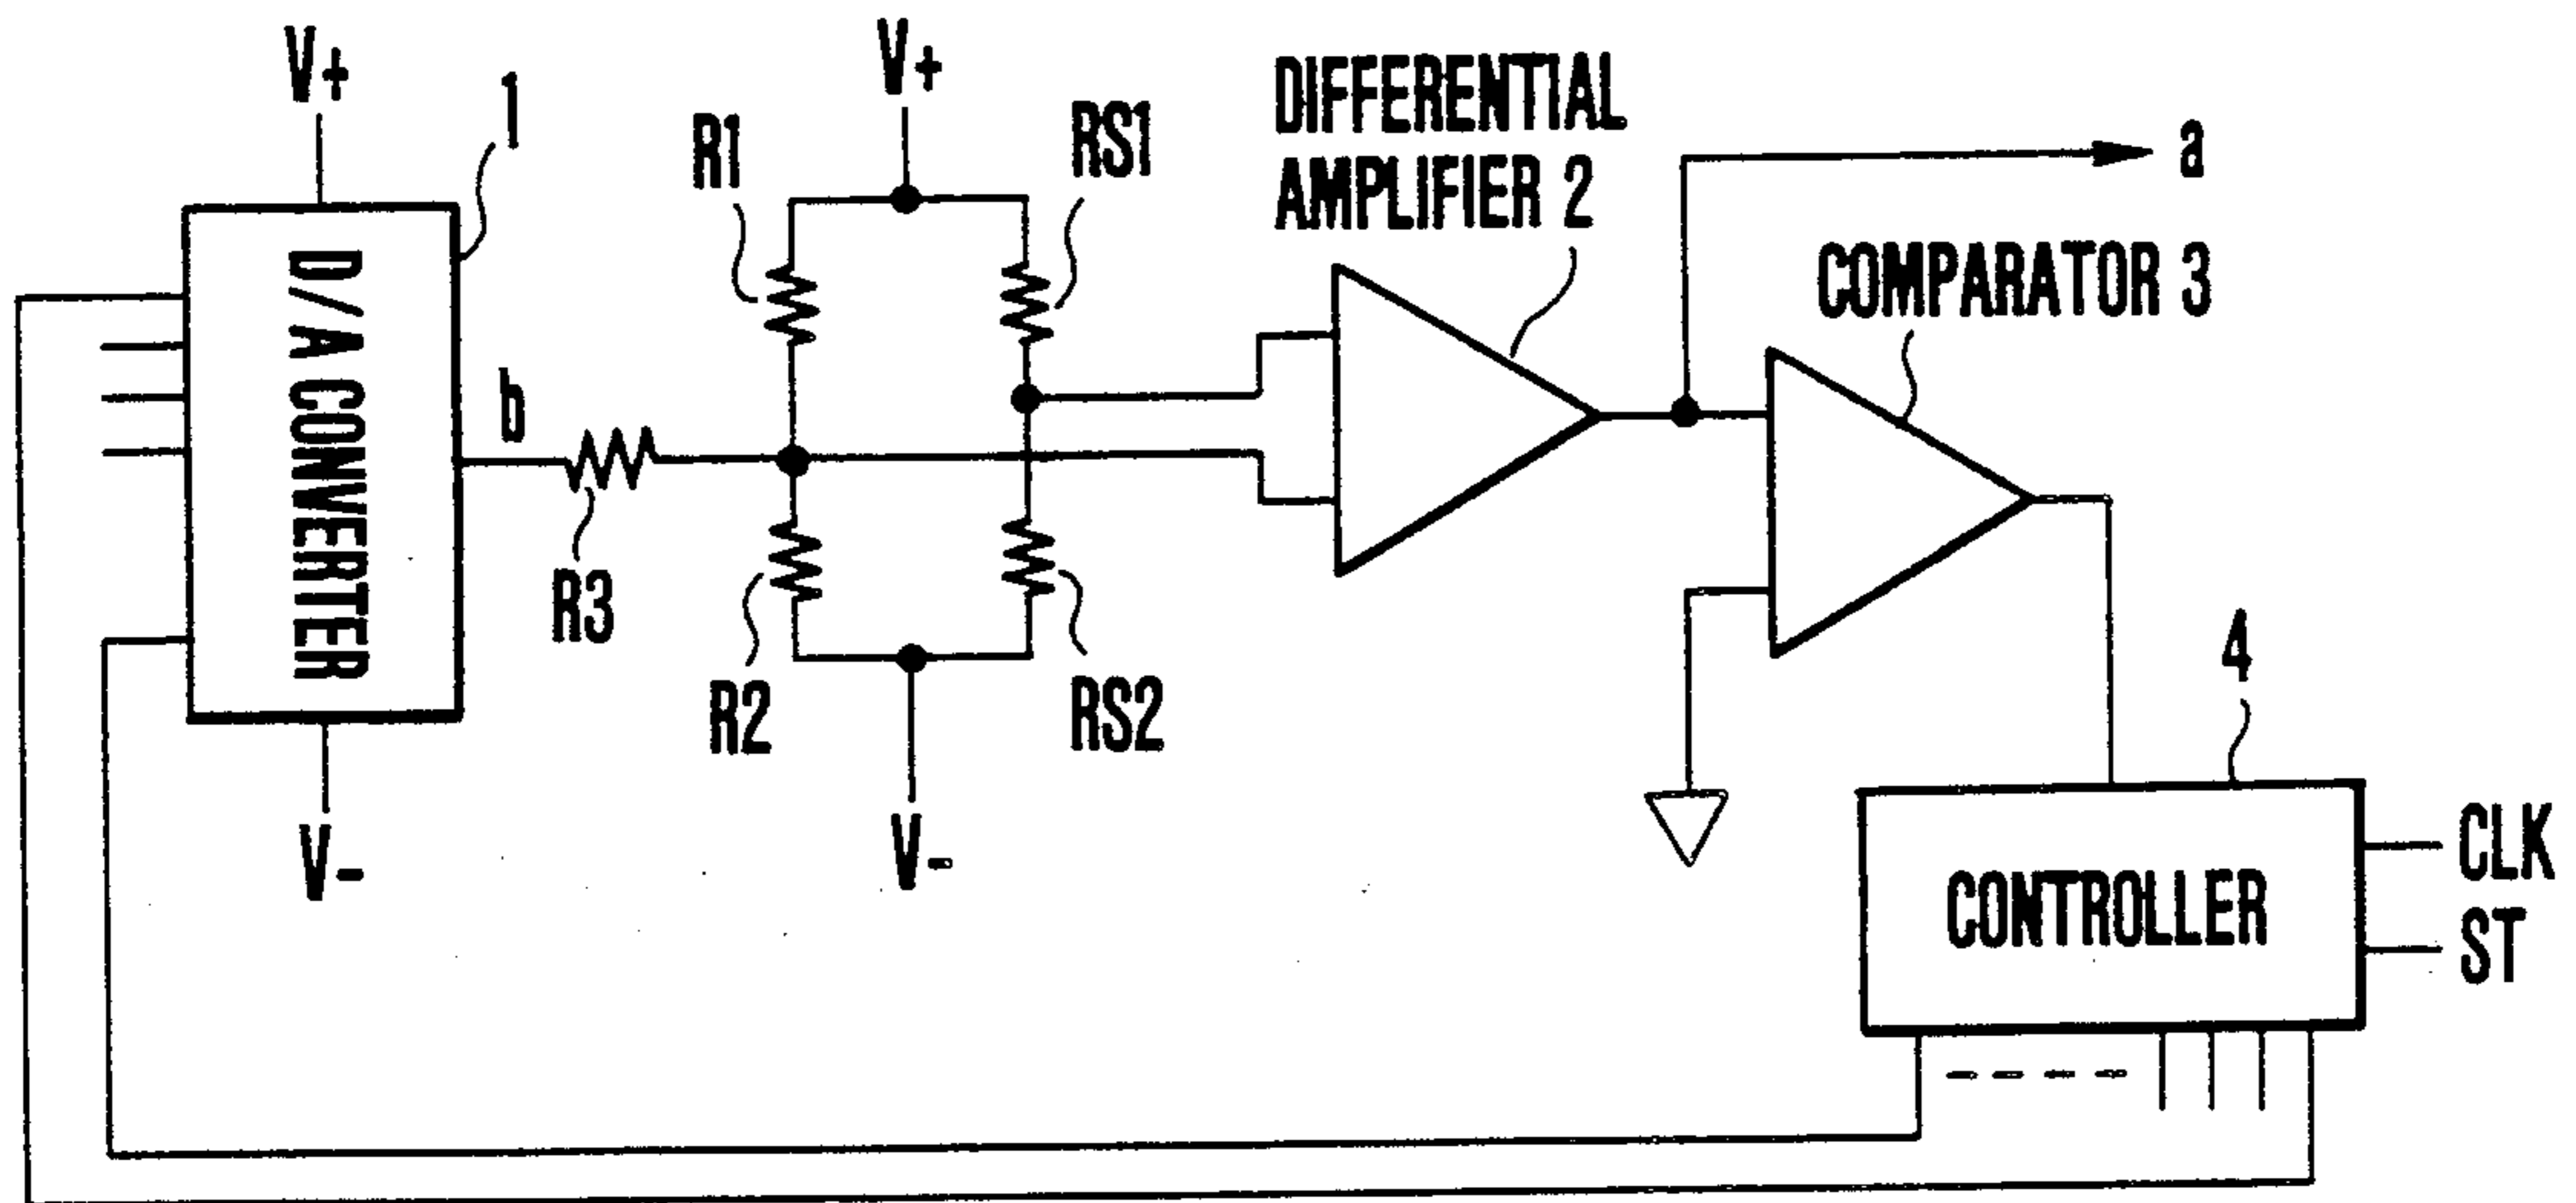 V+
V+
1
R1
RS1
DIFFERENTIAL
AMPLIFIER 2
a
COMPARATOR 3
D/A CONVERTER
b
R3
R2
RS2
4
V-
V-
CONTROLLER
CLK
ST